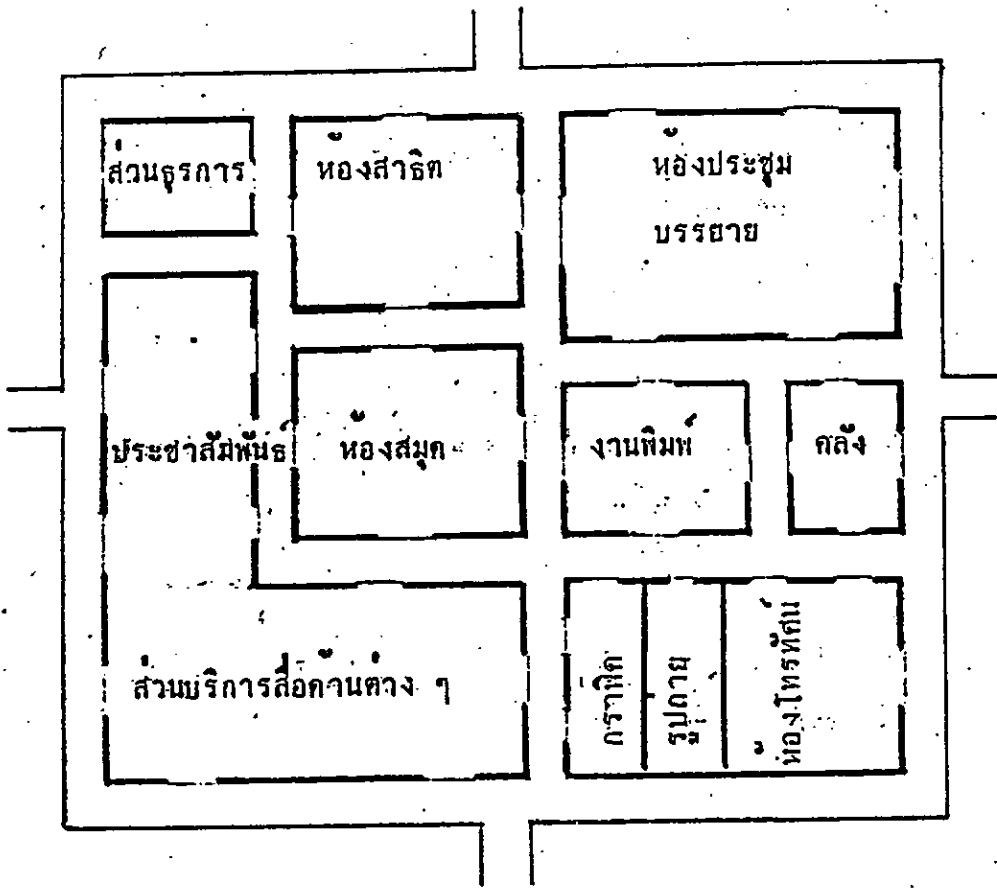 ส่วนธุรการ
ห้องสาธิต
ห้องประชุม
บรรยาย
ประชาสัมพันธ์
ห้องสมุด
งานพิมพ์
คลัง
ส่วนบริการสื่อด้านต่าง ๆ
กราฟิค
รูปถ่าย
ห้องโทรทัศน์